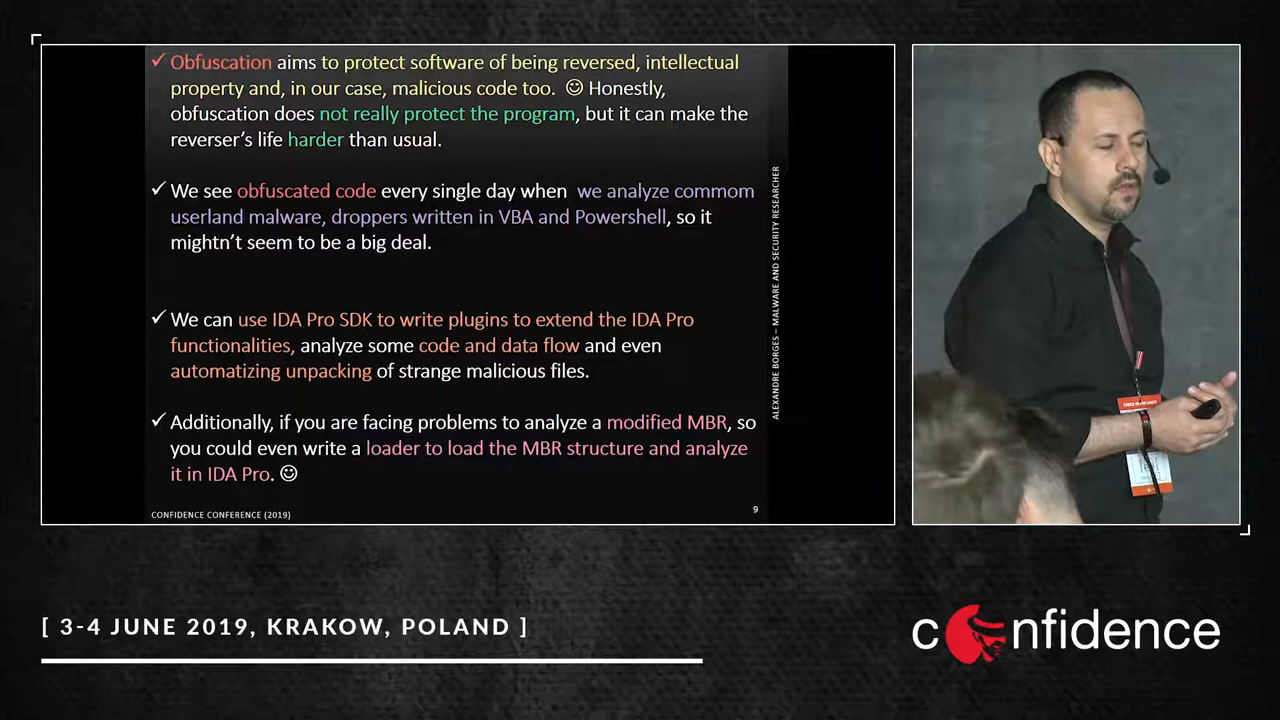 ✓ Obfuscation aims to protect software of being reversed, intellectual
property and, in our case, malicious code too. ☺ Honestly,
obfuscation does not really protect the program, but it can make the
reverser's life harder than usual.
✓ We see obfuscated code every single day when we analyze commom
userland malware, droppers written in VBA and Powershell, so it
mightn't seem to be a big deal.
✓ We can use IDA Pro SDK to write plugins to extend the IDA Pro
functionalities, analyze some code and data flow and even
automatizing unpacking of strange malicious files.
✓ Additionally, if you are facing problems to analyze a modified MBR, so
you could even write a loader to load the MBR structure and analyze
it in IDA Pro. ☺
ALEXANDRE BORGES – MALWARE AND SECURITY RESEARCHER
CONFIDENCE CONFERENCE (2019)
9
[ 3-4 JUNE 2019, KRAKOW, POLAND ]
confidence